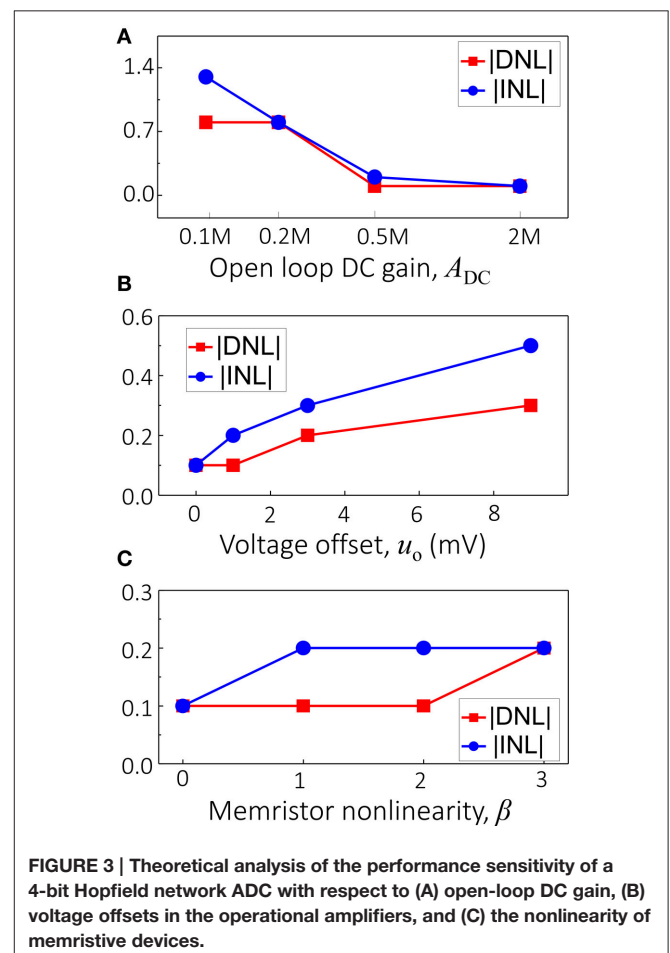 A
|DNL|
|INL|
1.4
0.7
0.0
0.1M 0.2M 0.5M 2M
Open loop DC gain, A_DC
B
|DNL|
|INL|
0.6
0.4
0.2
0.0
0 2 4 6 8
Voltage offset, u_o (mV)
C
0.3
0.2
0.1
0.0
|DNL|
|INL|
0 1 2 3
Memristor nonlinearity, β
FIGURE 3 | Theoretical analysis of the performance sensitivity of a
4-bit Hopfield network ADC with respect to (A) open-loop DC gain, (B)
voltage offsets in the operational amplifiers, and (C) the nonlinearity of
memristive devices.